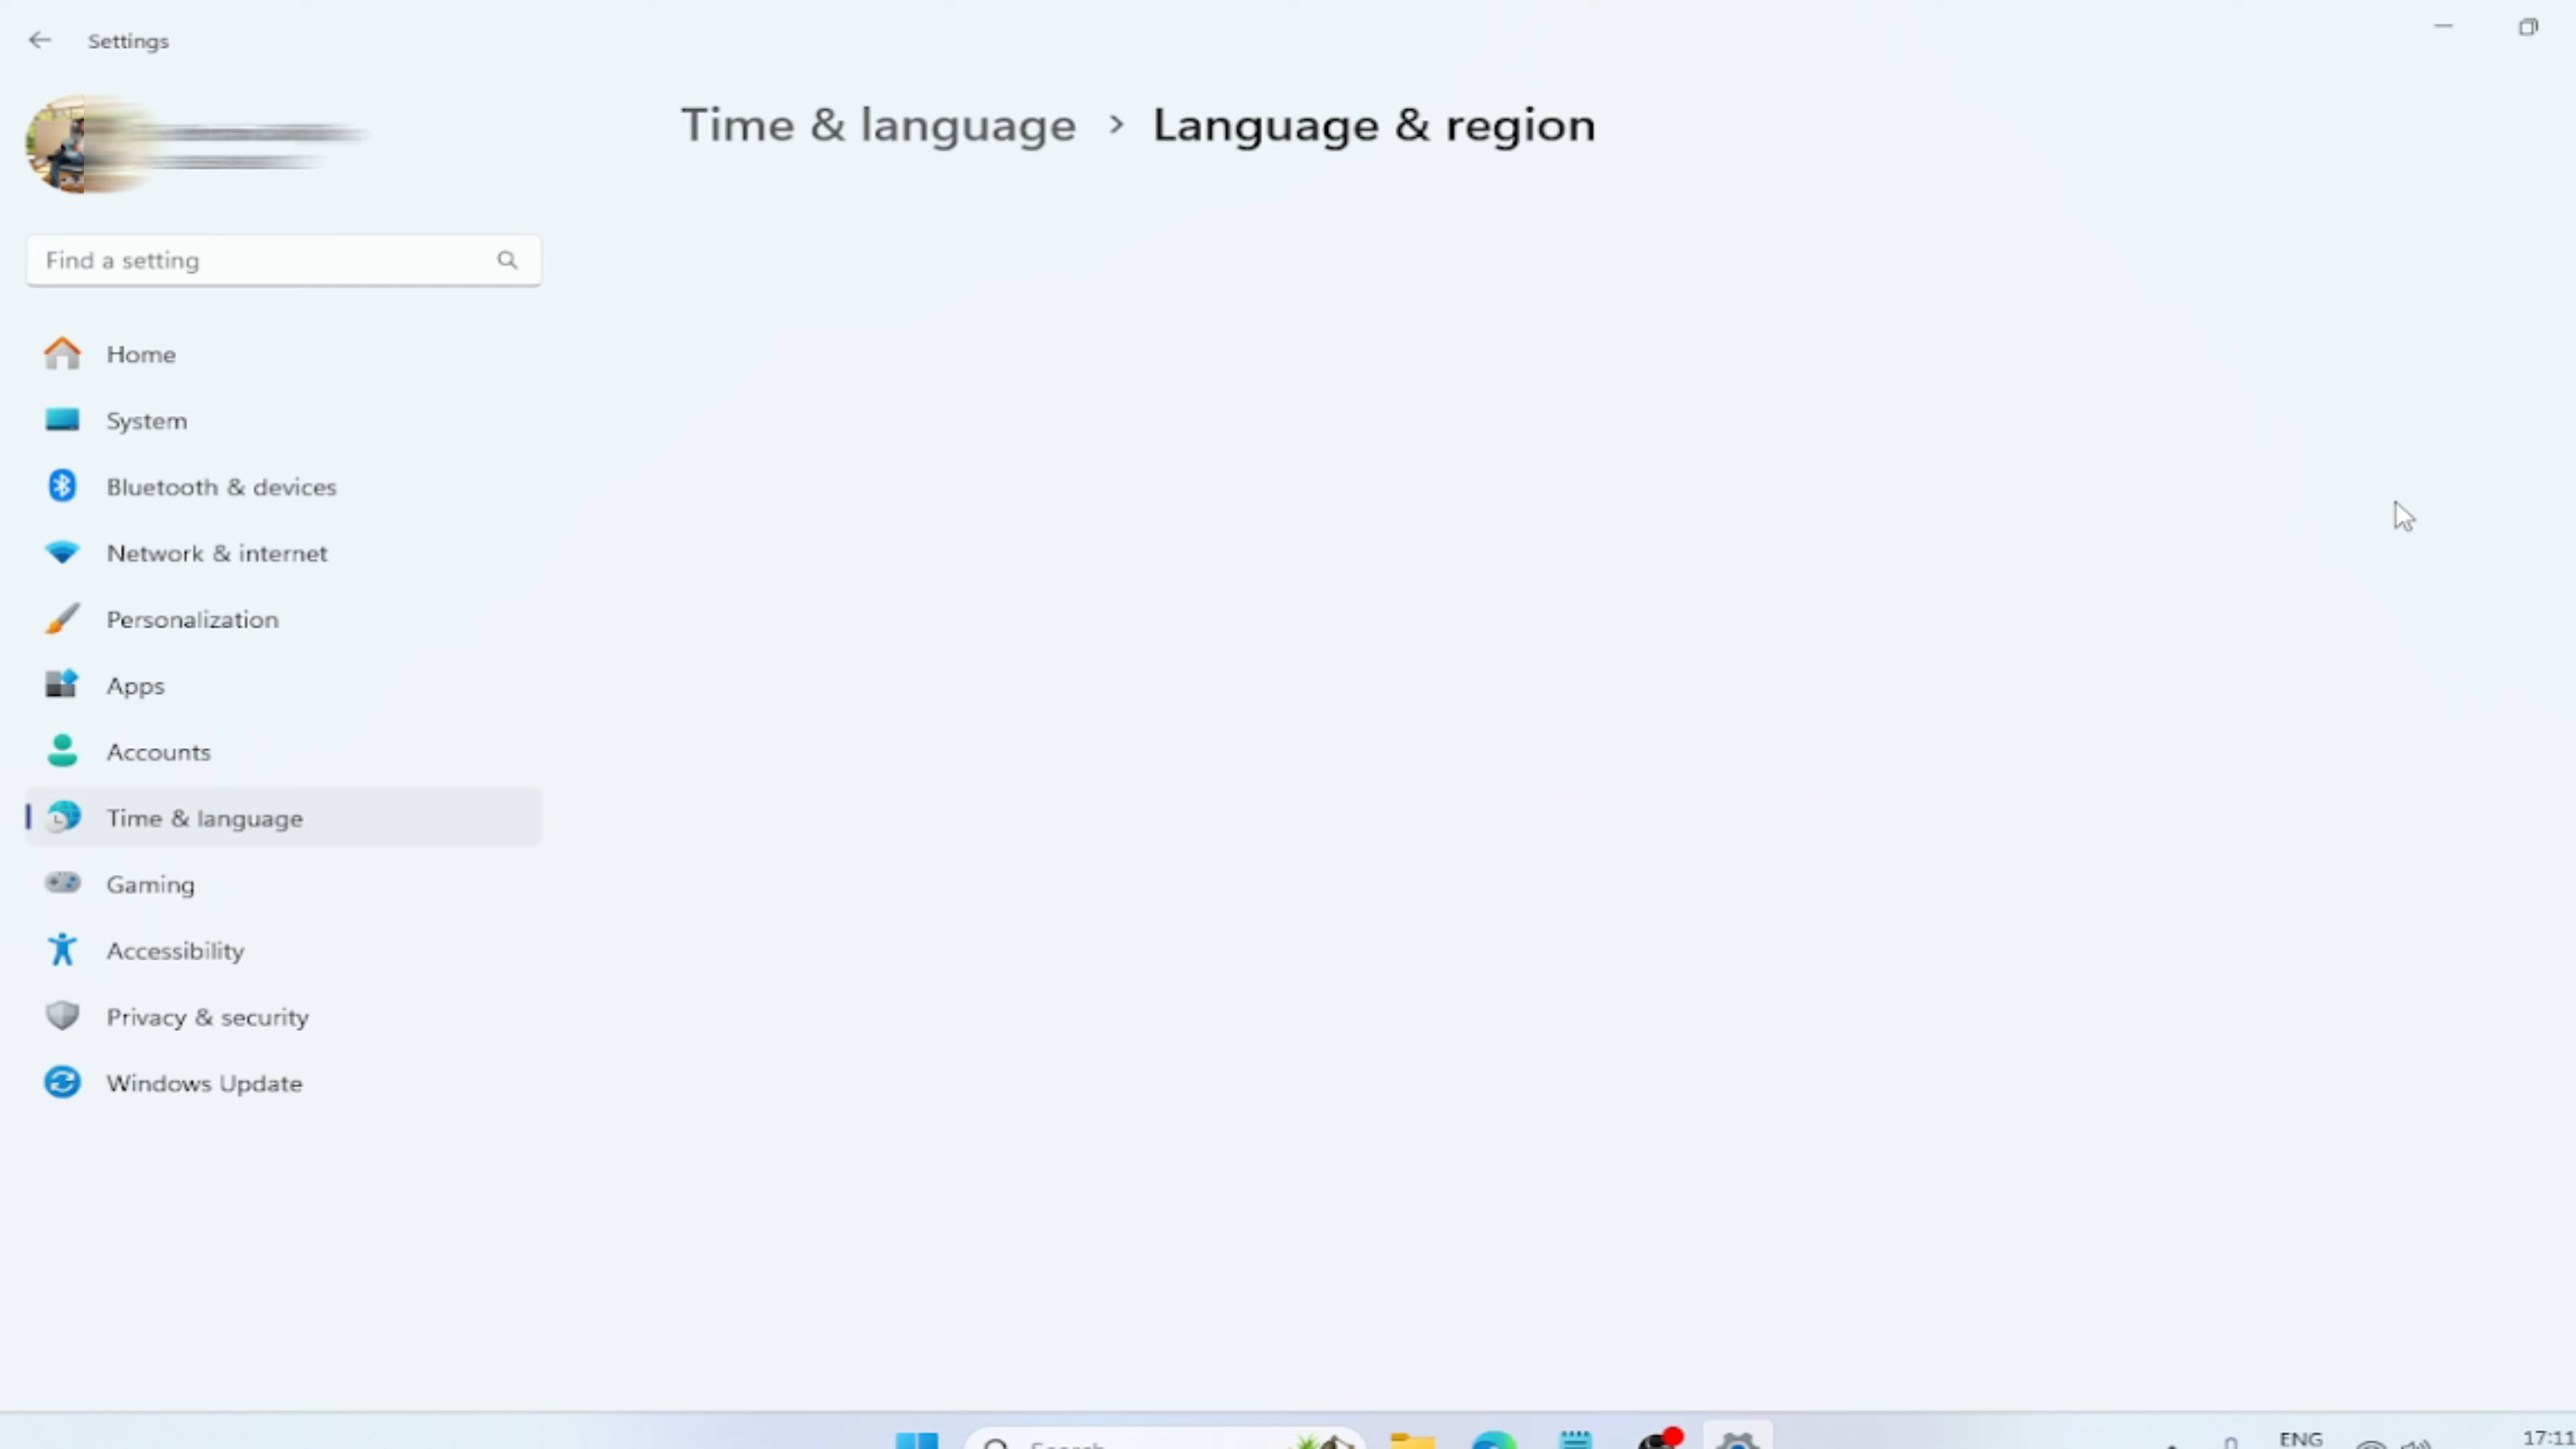 Settings
Time & language > Language & region
Find a setting
Home
System
Bluetooth & devices
Network & internet
Personalization
Apps
Accounts
Time & language
Gaming
Accessibility
Privacy & security
Windows Update
Search
ENG
17:11